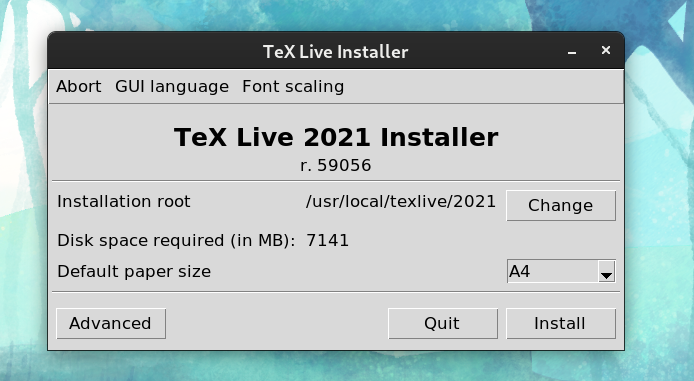 TeX Live Installer
Abort GUI language Font scaling
TeX Live 2021 Installer
r. 59056
Installation root /usr/local/texlive/2021 Change
Disk space required (in MB): 7141
Default paper size A4
Advanced Quit Install